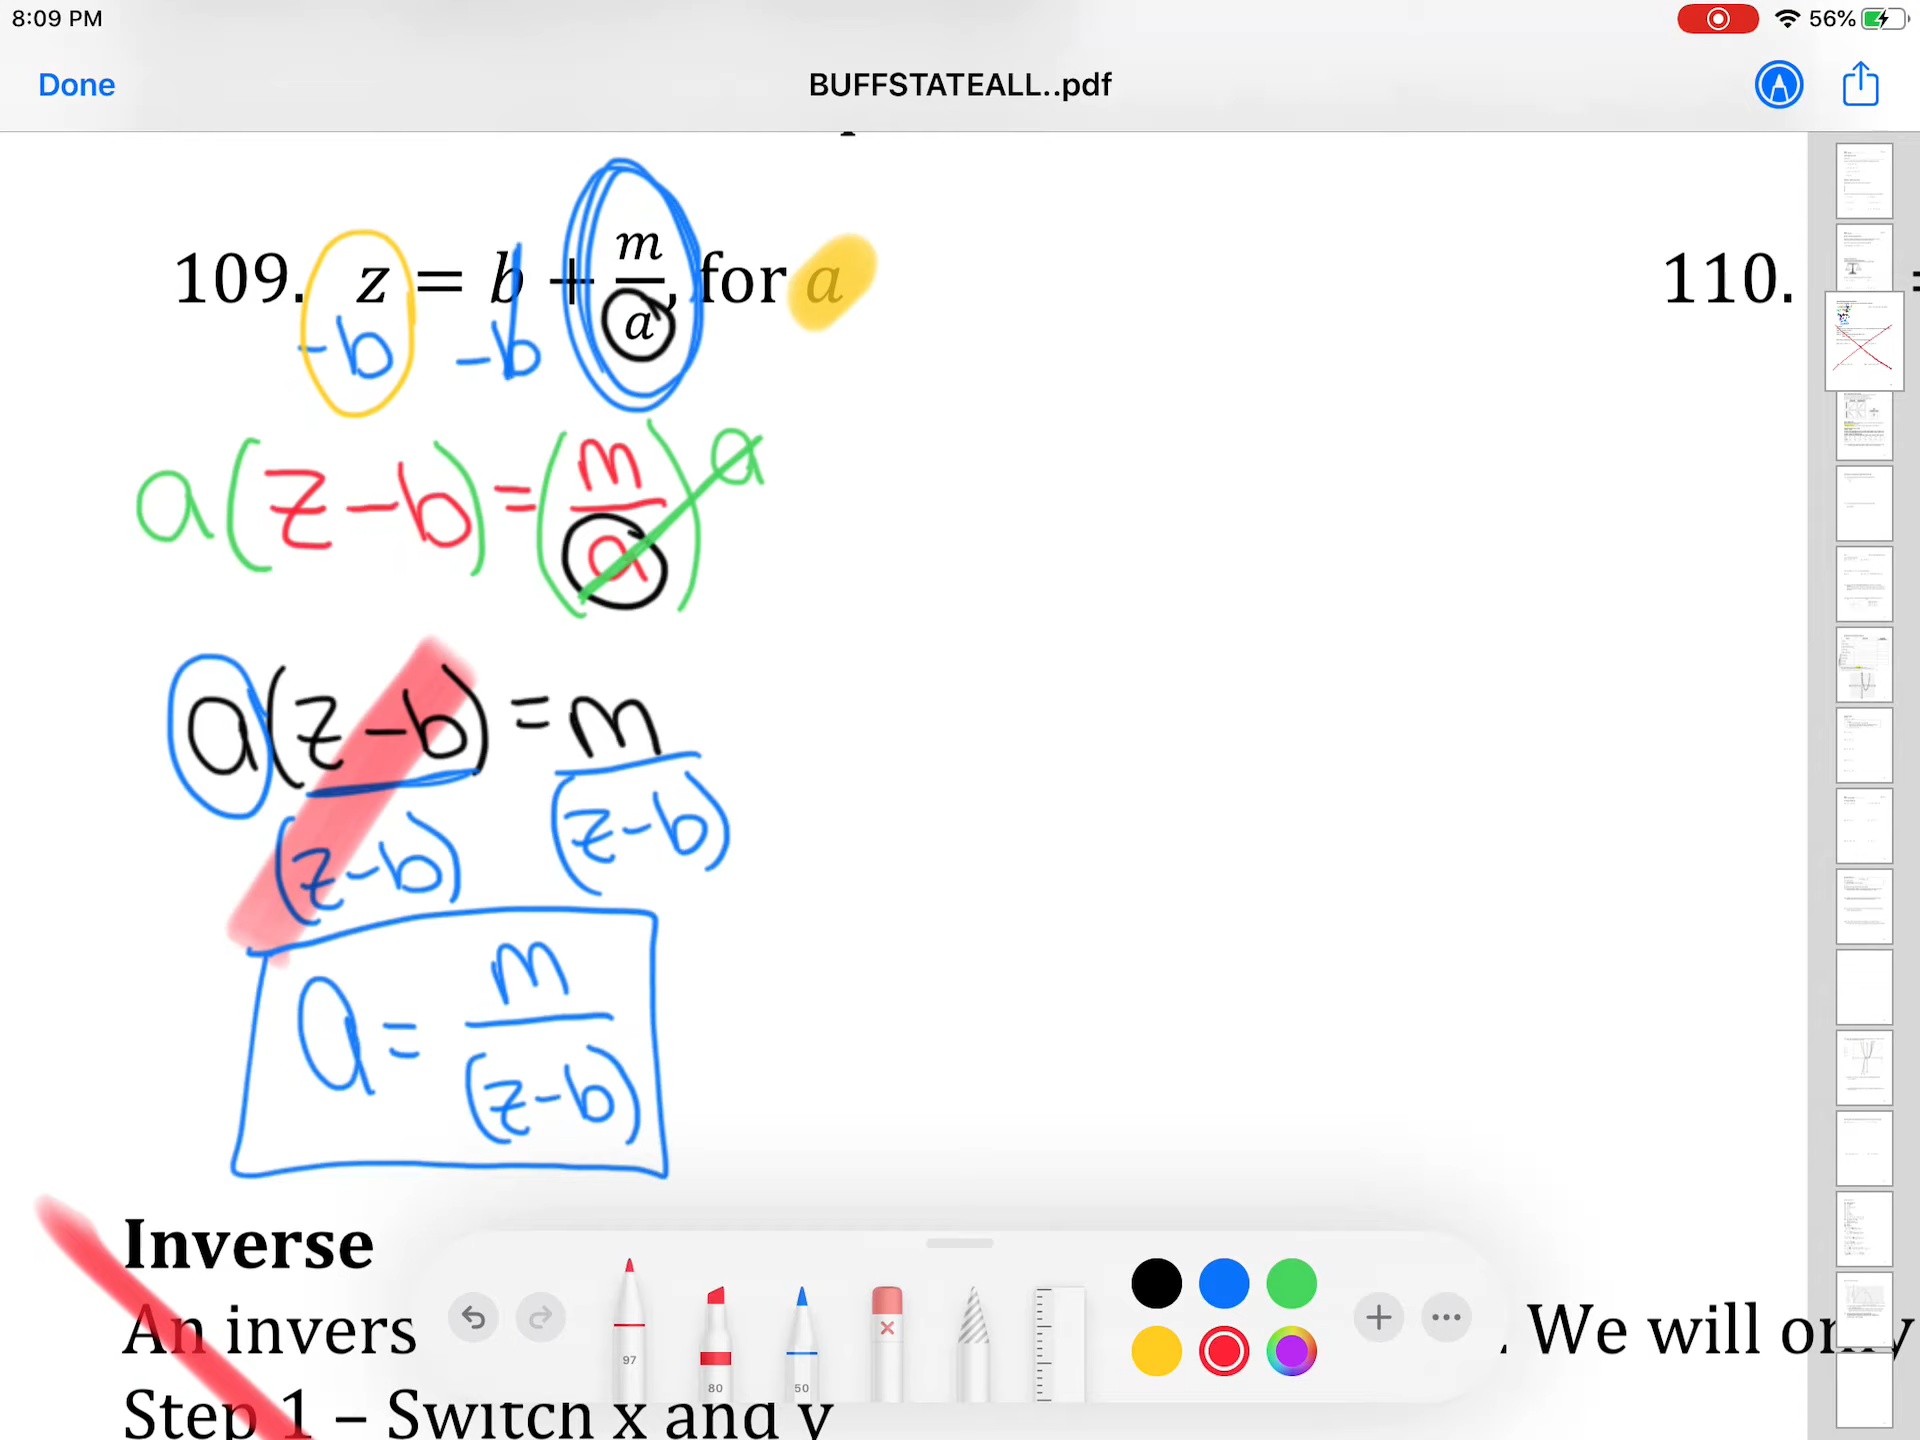 8:09 PM
56%
Done
BUFFSTATEALL..pdf
109. z = b + m/a, for a
110.
-b -b
a(z-b) = (m/a)a
a(z-b) = m
(z-b) (z-b)
a = m/(z-b)
Inverse
An invers
. We will only
Step 1 – Switch x and y
97
80
50